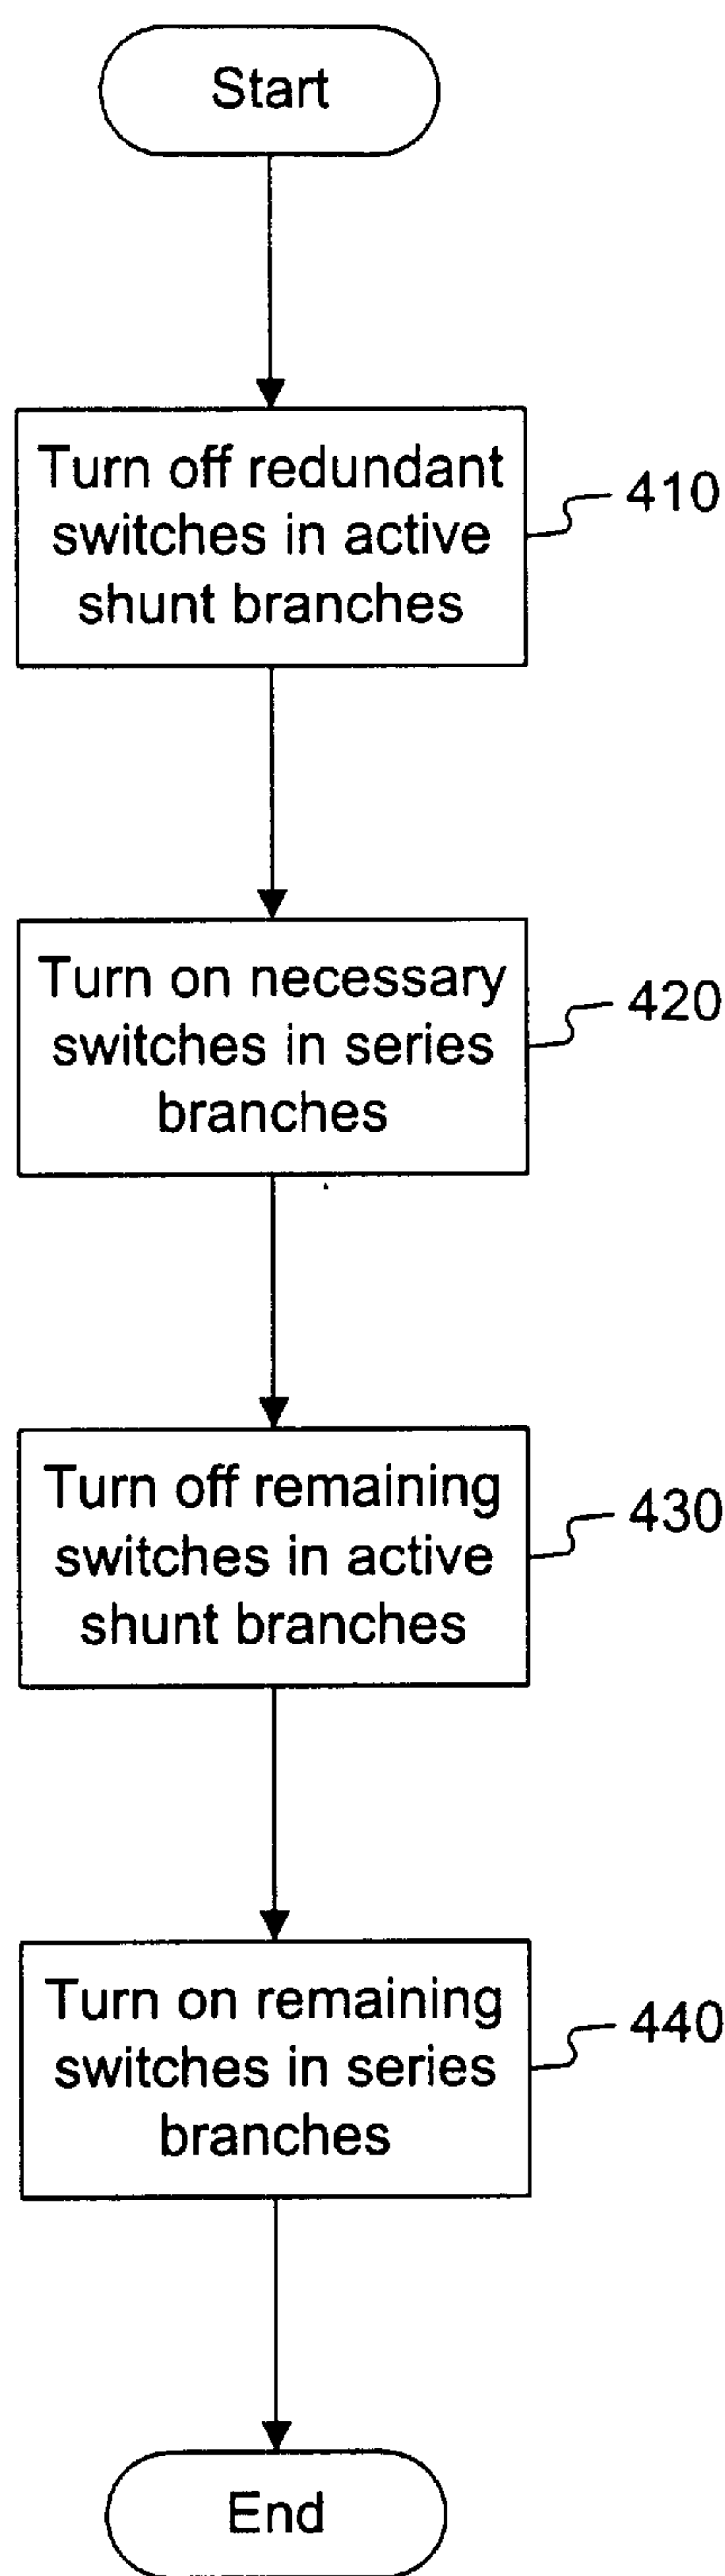 Start
Turn off redundant
switches in active
shunt branches
410
Turn on necessary
switches in series
branches
420
Turn off remaining
switches in active
shunt branches
430
Turn on remaining
switches in series
branches
440
End